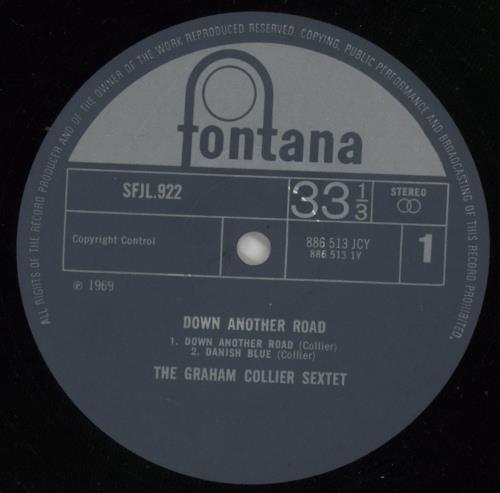 ALL RIGHTS OF THE RECORD PRODUCER AND OF THE OWNER OF THE WORK REPRODUCED RESERVED. COPYING, PUBLIC PERFORMANCE AND BROADCASTING OF THIS RECORD PROHIBITED.
fontana
SFJL.922
33 1/3
STEREO
Copyright Control
886 513 JCY
886 513 1Y
1
℗ 1969
DOWN ANOTHER ROAD
1. DOWN ANOTHER ROAD (Collier)
2. DANISH BLUE (Collier)
THE GRAHAM COLLIER SEXTET